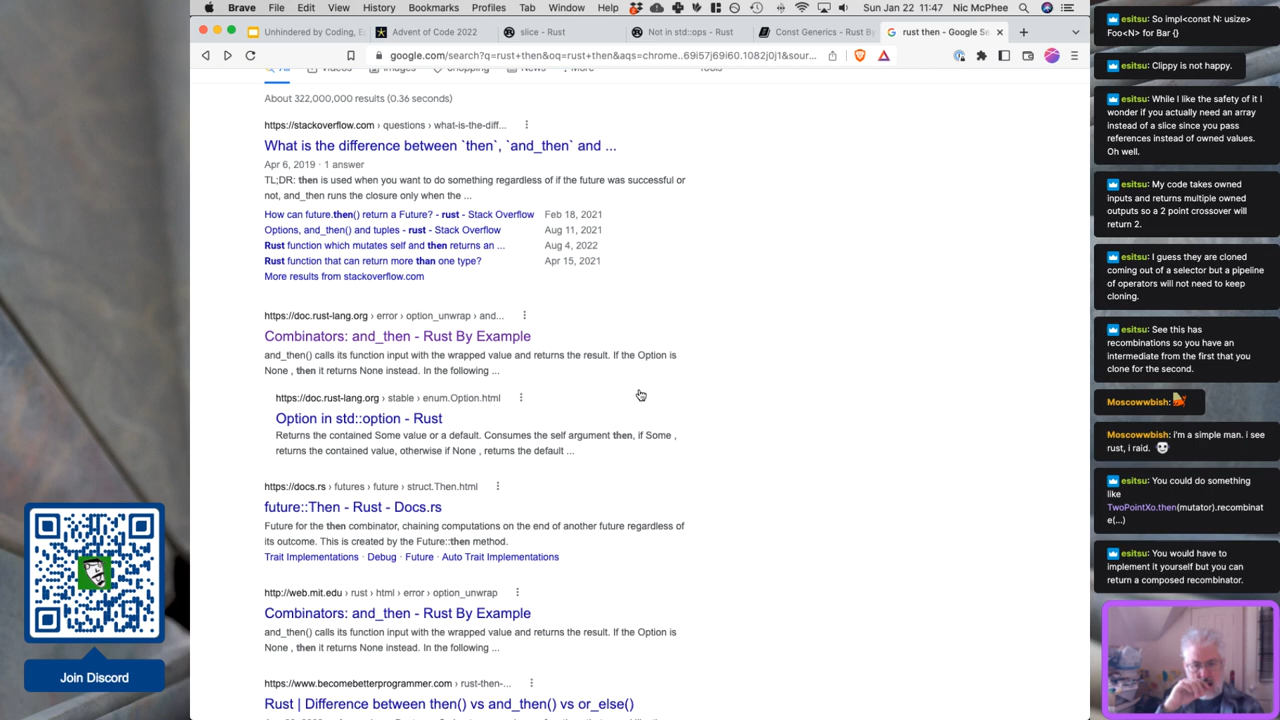 Brave File Edit View History Bookmarks Profiles Tab Window Help Sun Jan 22 11:47 Nic McPhee
Unhindered by Coding, E
Advent of Code 2022
slice - Rust
Not in std::ops - Rust
Const Generics - Rust By
rust then - Google Se
google.com/search?q=rust+then&oq=rust+then&aqs=chrome..69i57j69i60.1082j0j1&sour...
All Videos Images Shopping News More Tools
About 322,000,000 results (0.36 seconds)
https://stackoverflow.com › questions › what-is-the-diff...
What is the difference between `then`, `and_then` and ...
Apr 6, 2019 · 1 answer
TL;DR: then is used when you want to do something regardless of if the future was successful or
not, and_then runs the closure only when the ...
How can future.then() return a Future? - rust - Stack Overflow Feb 18, 2021
Options, and_then() and tuples - rust - Stack Overflow Aug 11, 2021
Rust function which mutates self and then returns an ... Aug 4, 2022
Rust function that can return more than one type? Apr 15, 2021
More results from stackoverflow.com
https://doc.rust-lang.org › error › option_unwrap › and...
Combinators: and_then - Rust By Example
and_then() calls its function input with the wrapped value and returns the result. If the Option is
None , then it returns None instead. In the following ...
https://doc.rust-lang.org › stable › enum.Option.html
Option in std::option - Rust
Returns the contained Some value or a default. Consumes the self argument then, if Some ,
returns the contained value, otherwise if None , returns the default ...
https://docs.rs › futures › future › struct.Then.html
future::Then - Rust - Docs.rs
Future for the then combinator, chaining computations on the end of another future regardless of
its outcome. This is created by the Future::then method.
Trait Implementations · Debug · Future · Auto Trait Implementations
http://web.mit.edu › rust › html › error › option_unwrap
Combinators: and_then - Rust By Example
and_then() calls its function input with the wrapped value and returns the result. If the Option is
None , then it returns None instead. In the following ...
https://www.becomebetterprogrammer.com › rust-then-...
Rust | Difference between then() vs and_then() vs or_else()
Join Discord
esitsu: So impl<const N: usize>
Foo<N> for Bar {}
esitsu: Clippy is not happy.
esitsu: While I like the safety of it I
wonder if you actually need an array
instead of a slice since you pass
references instead of owned values.
Oh well.
esitsu: My code takes owned
inputs and returns multiple owned
outputs so a 2 point crossover will
return 2.
esitsu: I guess they are cloned
coming out of a selector but a pipeline
of operators will not need to keep
cloning.
esitsu: See this has
recombinations so you have an
intermediate from the first that you
clone for the second.
Moscowwbish:
Moscowwbish: i'm a simple man. i see
rust, i raid.
esitsu: You could do something
like
TwoPointXo.then(mutator).recombinat
e(...)
esitsu: You would have to
implement it yourself but you can
return a composed recombinator.